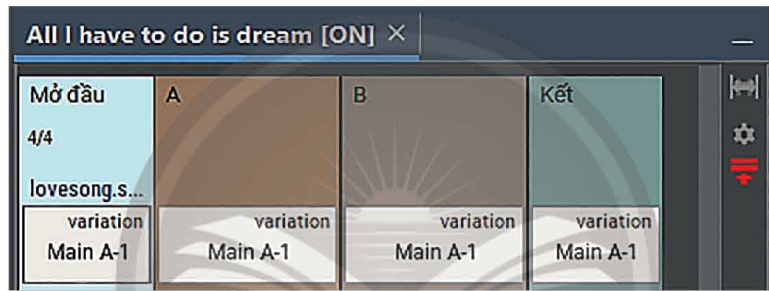 All I have to do is dream [ON] ×
Mở đầu
A
B
Kết
4/4
lovesong.s...
variation
variation
variation
variation
Main A-1
Main A-1
Main A-1
Main A-1